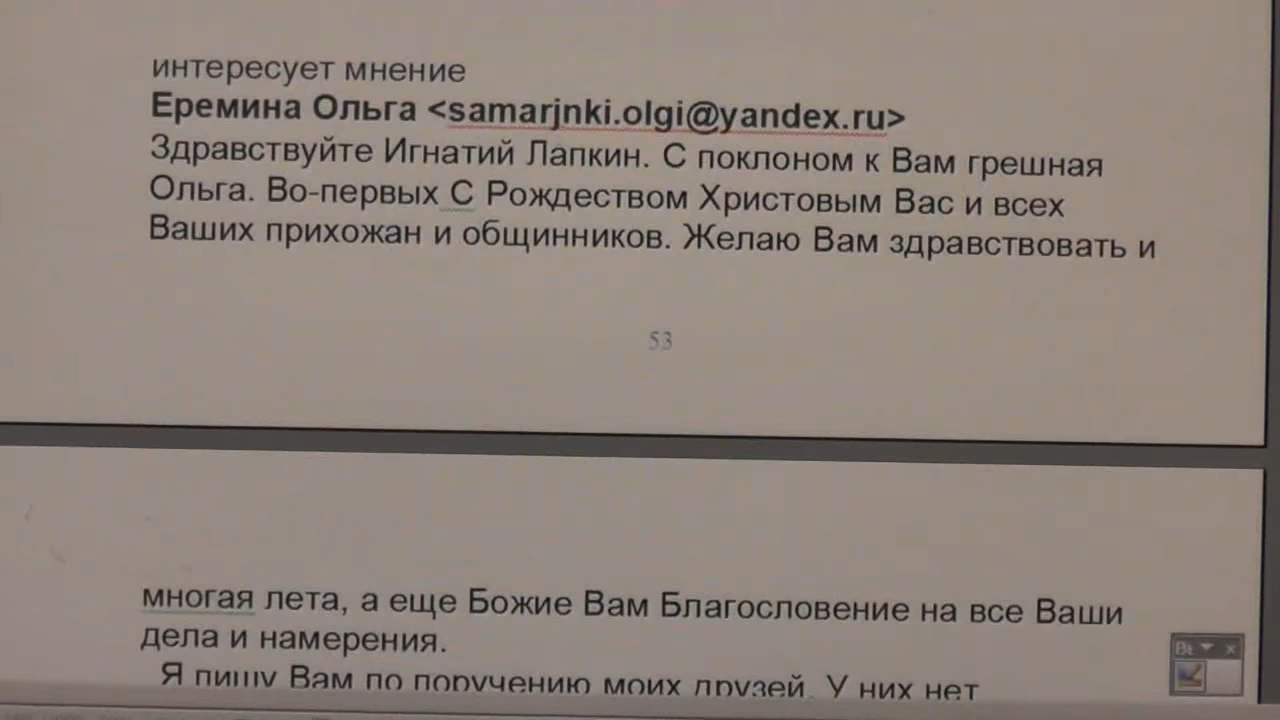 интересует мнение
Еремина Ольга <samarjnki.olgi@yandex.ru>
Здравствуйте Игнатий Лапкин. С поклоном к Вам грешная
Ольга. Во-первых С Рождеством Христовым Вас и всех
Ваших прихожан и общинников. Желаю Вам здравствовать и
53
многая лета, а еще Божие Вам Благословение на все Ваши
дела и намерения.
Я пишу Вам по поручению моих друзей. У них нет